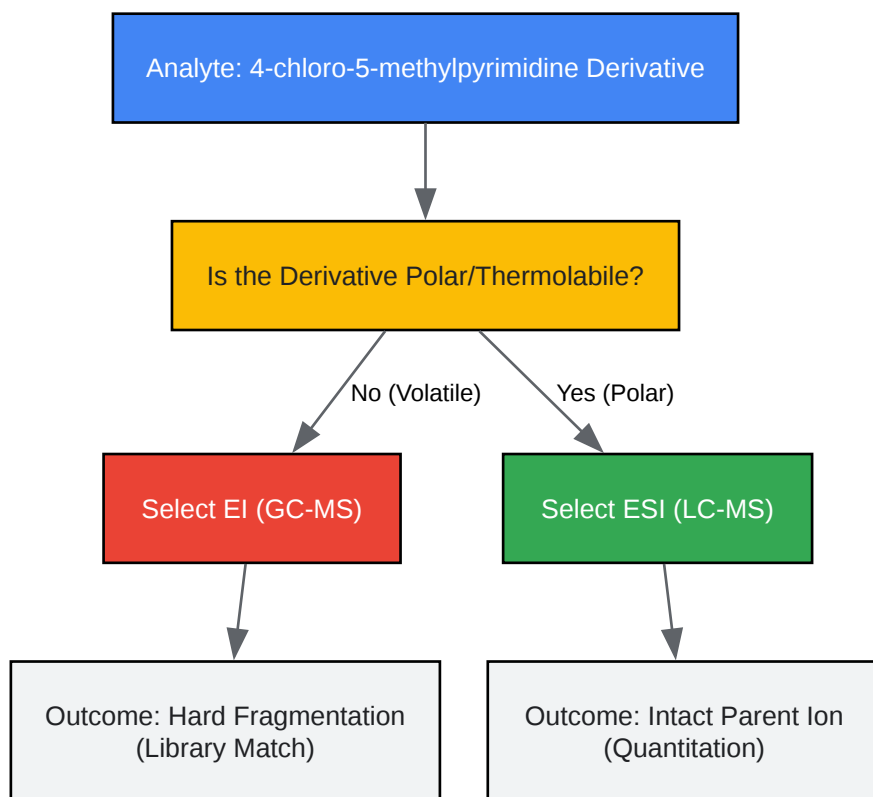 Analyte: 4-chloro-5-methylpyrimidine Derivative
Is the Derivative Polar/Thermolabile?
No (Volatile)
Yes (Polar)
Select EI (GC-MS)
Select ESI (LC-MS)
Outcome: Hard Fragmentation
(Library Match)
Outcome: Intact Parent Ion
(Quantitation)